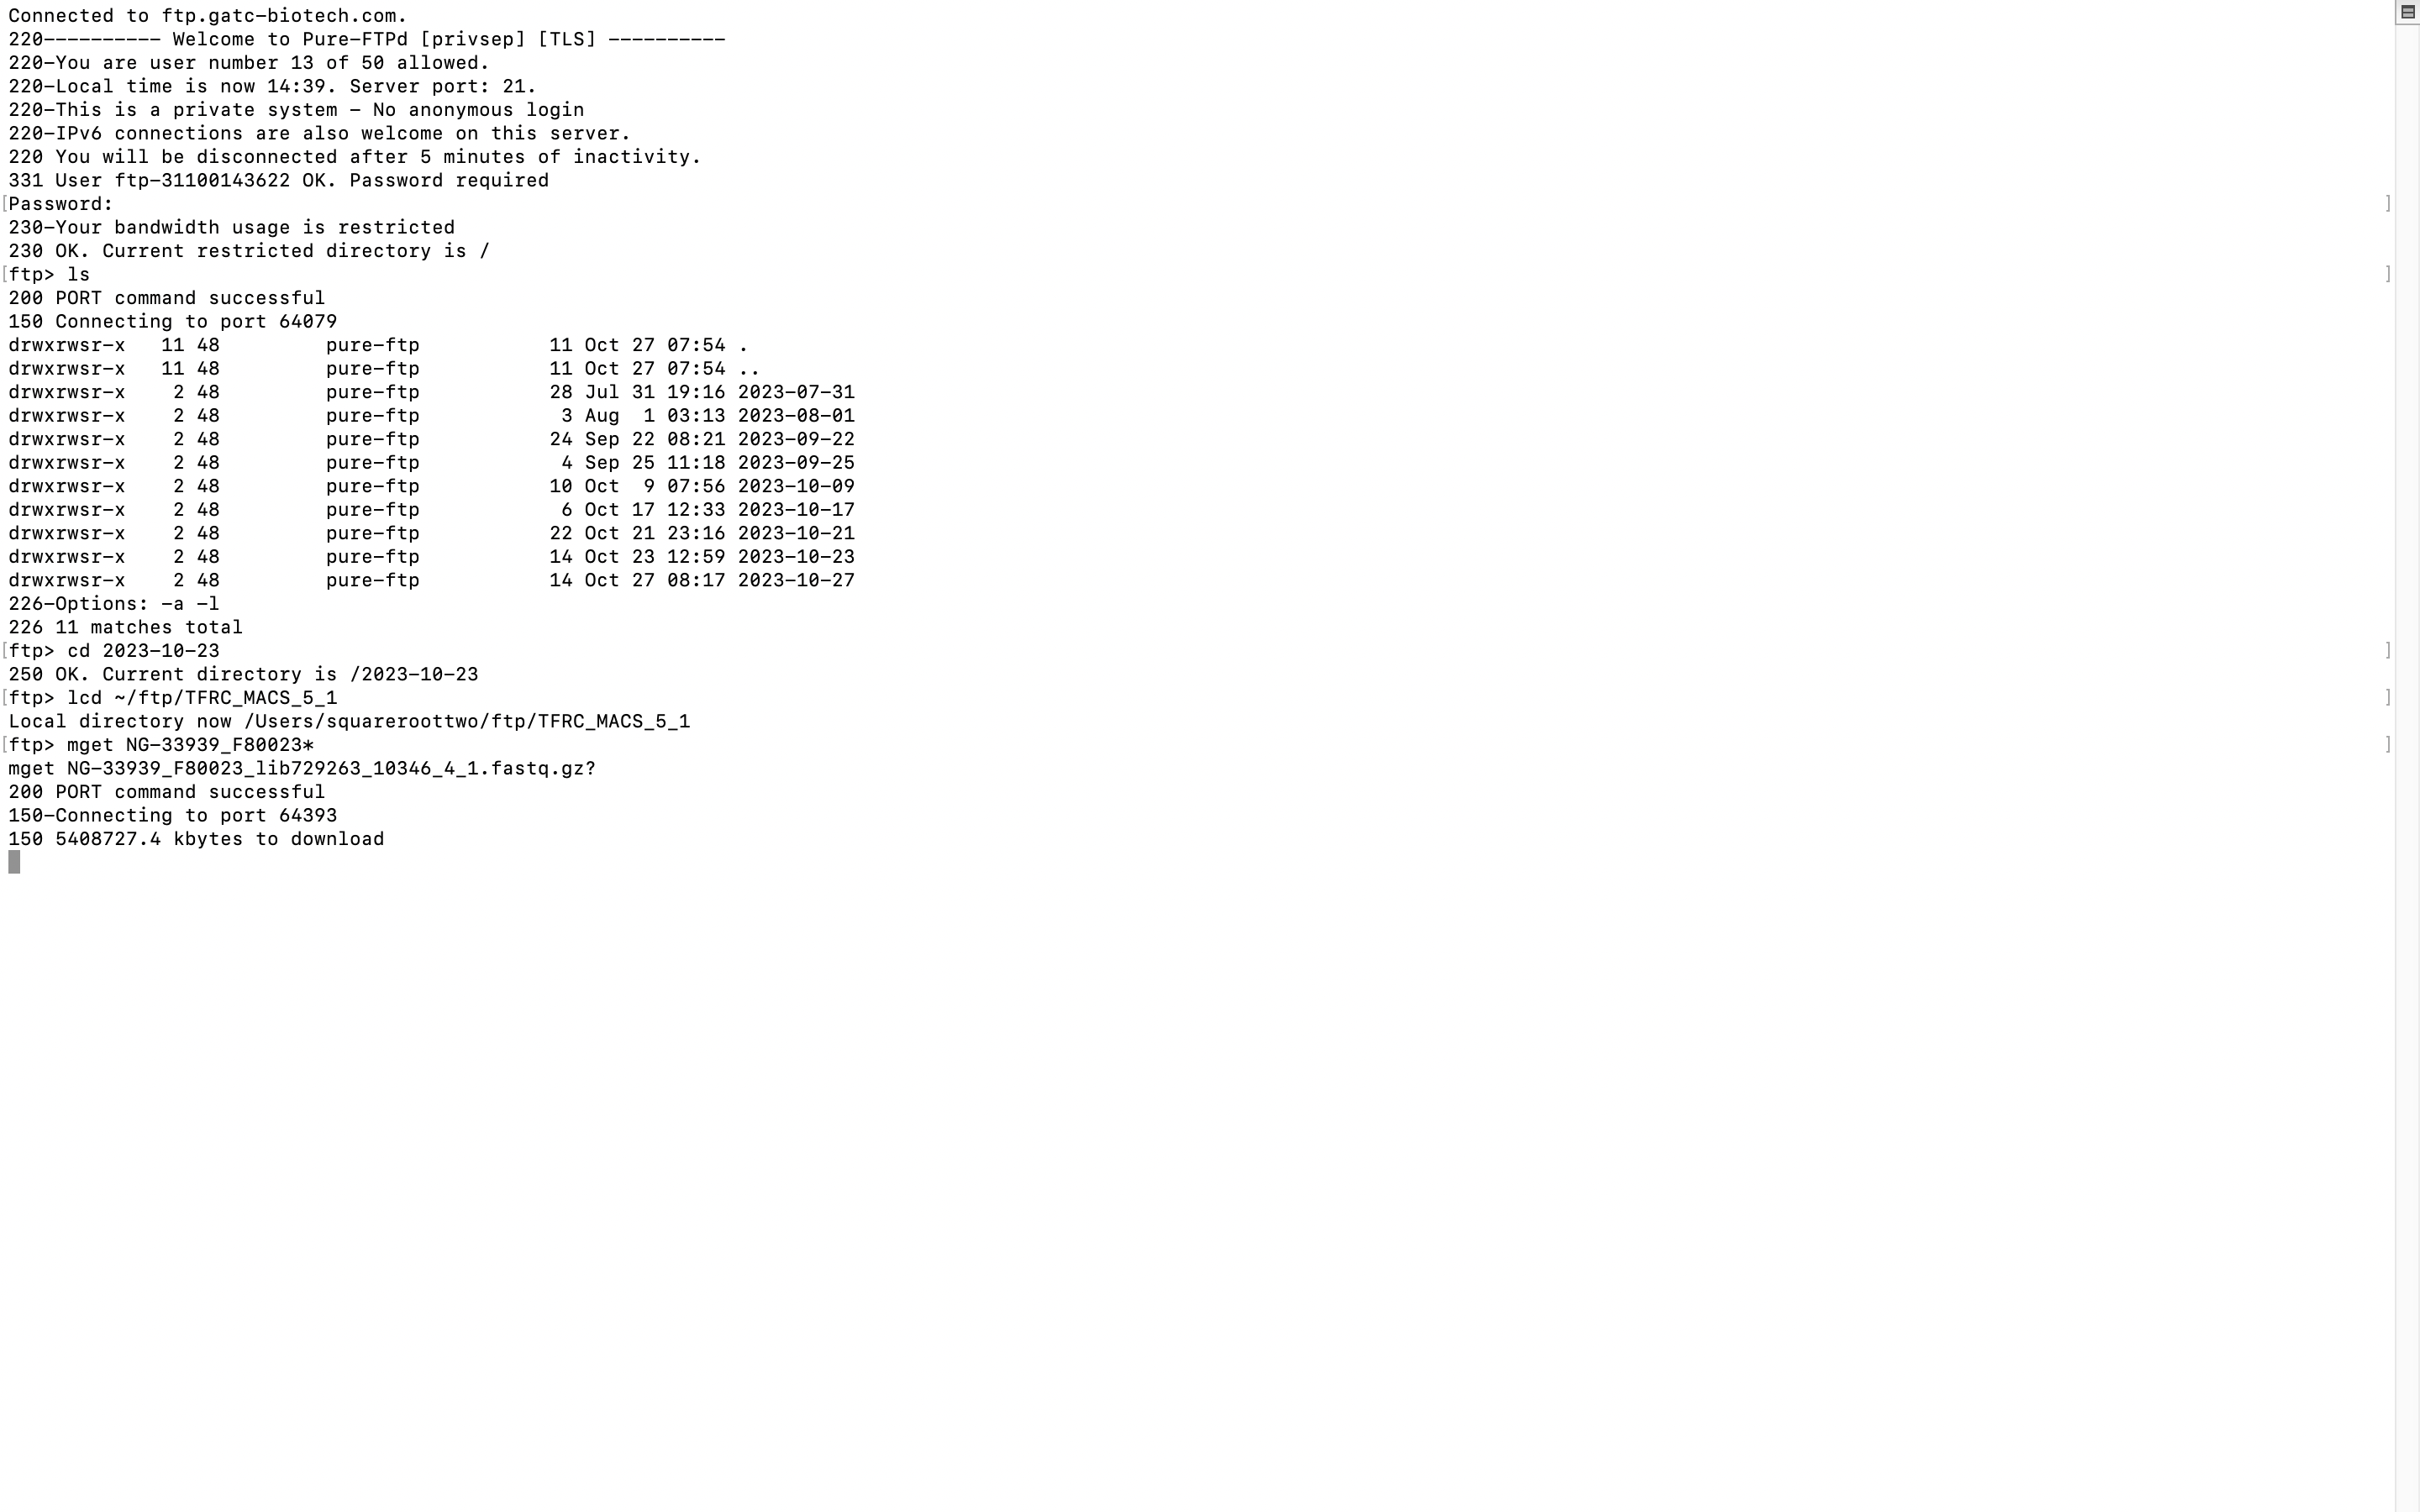 Connected to ftp.gatc-biotech.com.
220---------- Welcome to Pure-FTPd [privsep] [TLS] ----------
220-You are user number 13 of 50 allowed.
220-Local time is now 14:39. Server port: 21.
220-This is a private system - No anonymous login
220-IPv6 connections are also welcome on this server.
220 You will be disconnected after 5 minutes of inactivity.
331 User ftp-31100143622 OK. Password required
[Password: ]
230-Your bandwidth usage is restricted
230 OK. Current restricted directory is /
[ftp> ls ]
200 PORT command successful
150 Connecting to port 64079
drwxrwsr-x   11 48         pure-ftp           11 Oct 27 07:54 .
drwxrwsr-x   11 48         pure-ftp           11 Oct 27 07:54 ..
drwxrwsr-x    2 48         pure-ftp           28 Jul 31 19:16 2023-07-31
drwxrwsr-x    2 48         pure-ftp            3 Aug  1 03:13 2023-08-01
drwxrwsr-x    2 48         pure-ftp           24 Sep 22 08:21 2023-09-22
drwxrwsr-x    2 48         pure-ftp            4 Sep 25 11:18 2023-09-25
drwxrwsr-x    2 48         pure-ftp           10 Oct  9 07:56 2023-10-09
drwxrwsr-x    2 48         pure-ftp            6 Oct 17 12:33 2023-10-17
drwxrwsr-x    2 48         pure-ftp           22 Oct 21 23:16 2023-10-21
drwxrwsr-x    2 48         pure-ftp           14 Oct 23 12:59 2023-10-23
drwxrwsr-x    2 48         pure-ftp           14 Oct 27 08:17 2023-10-27
226-Options: -a -l
226 11 matches total
[ftp> cd 2023-10-23 ]
250 OK. Current directory is /2023-10-23
[ftp> lcd ~/ftp/TFRC_MACS_5_1 ]
Local directory now /Users/squareroottwo/ftp/TFRC_MACS_5_1
[ftp> mget NG-33939_F80023* ]
mget NG-33939_F80023_lib729263_10346_4_1.fastq.gz?
200 PORT command successful
150-Connecting to port 64393
150 5408727.4 kbytes to download